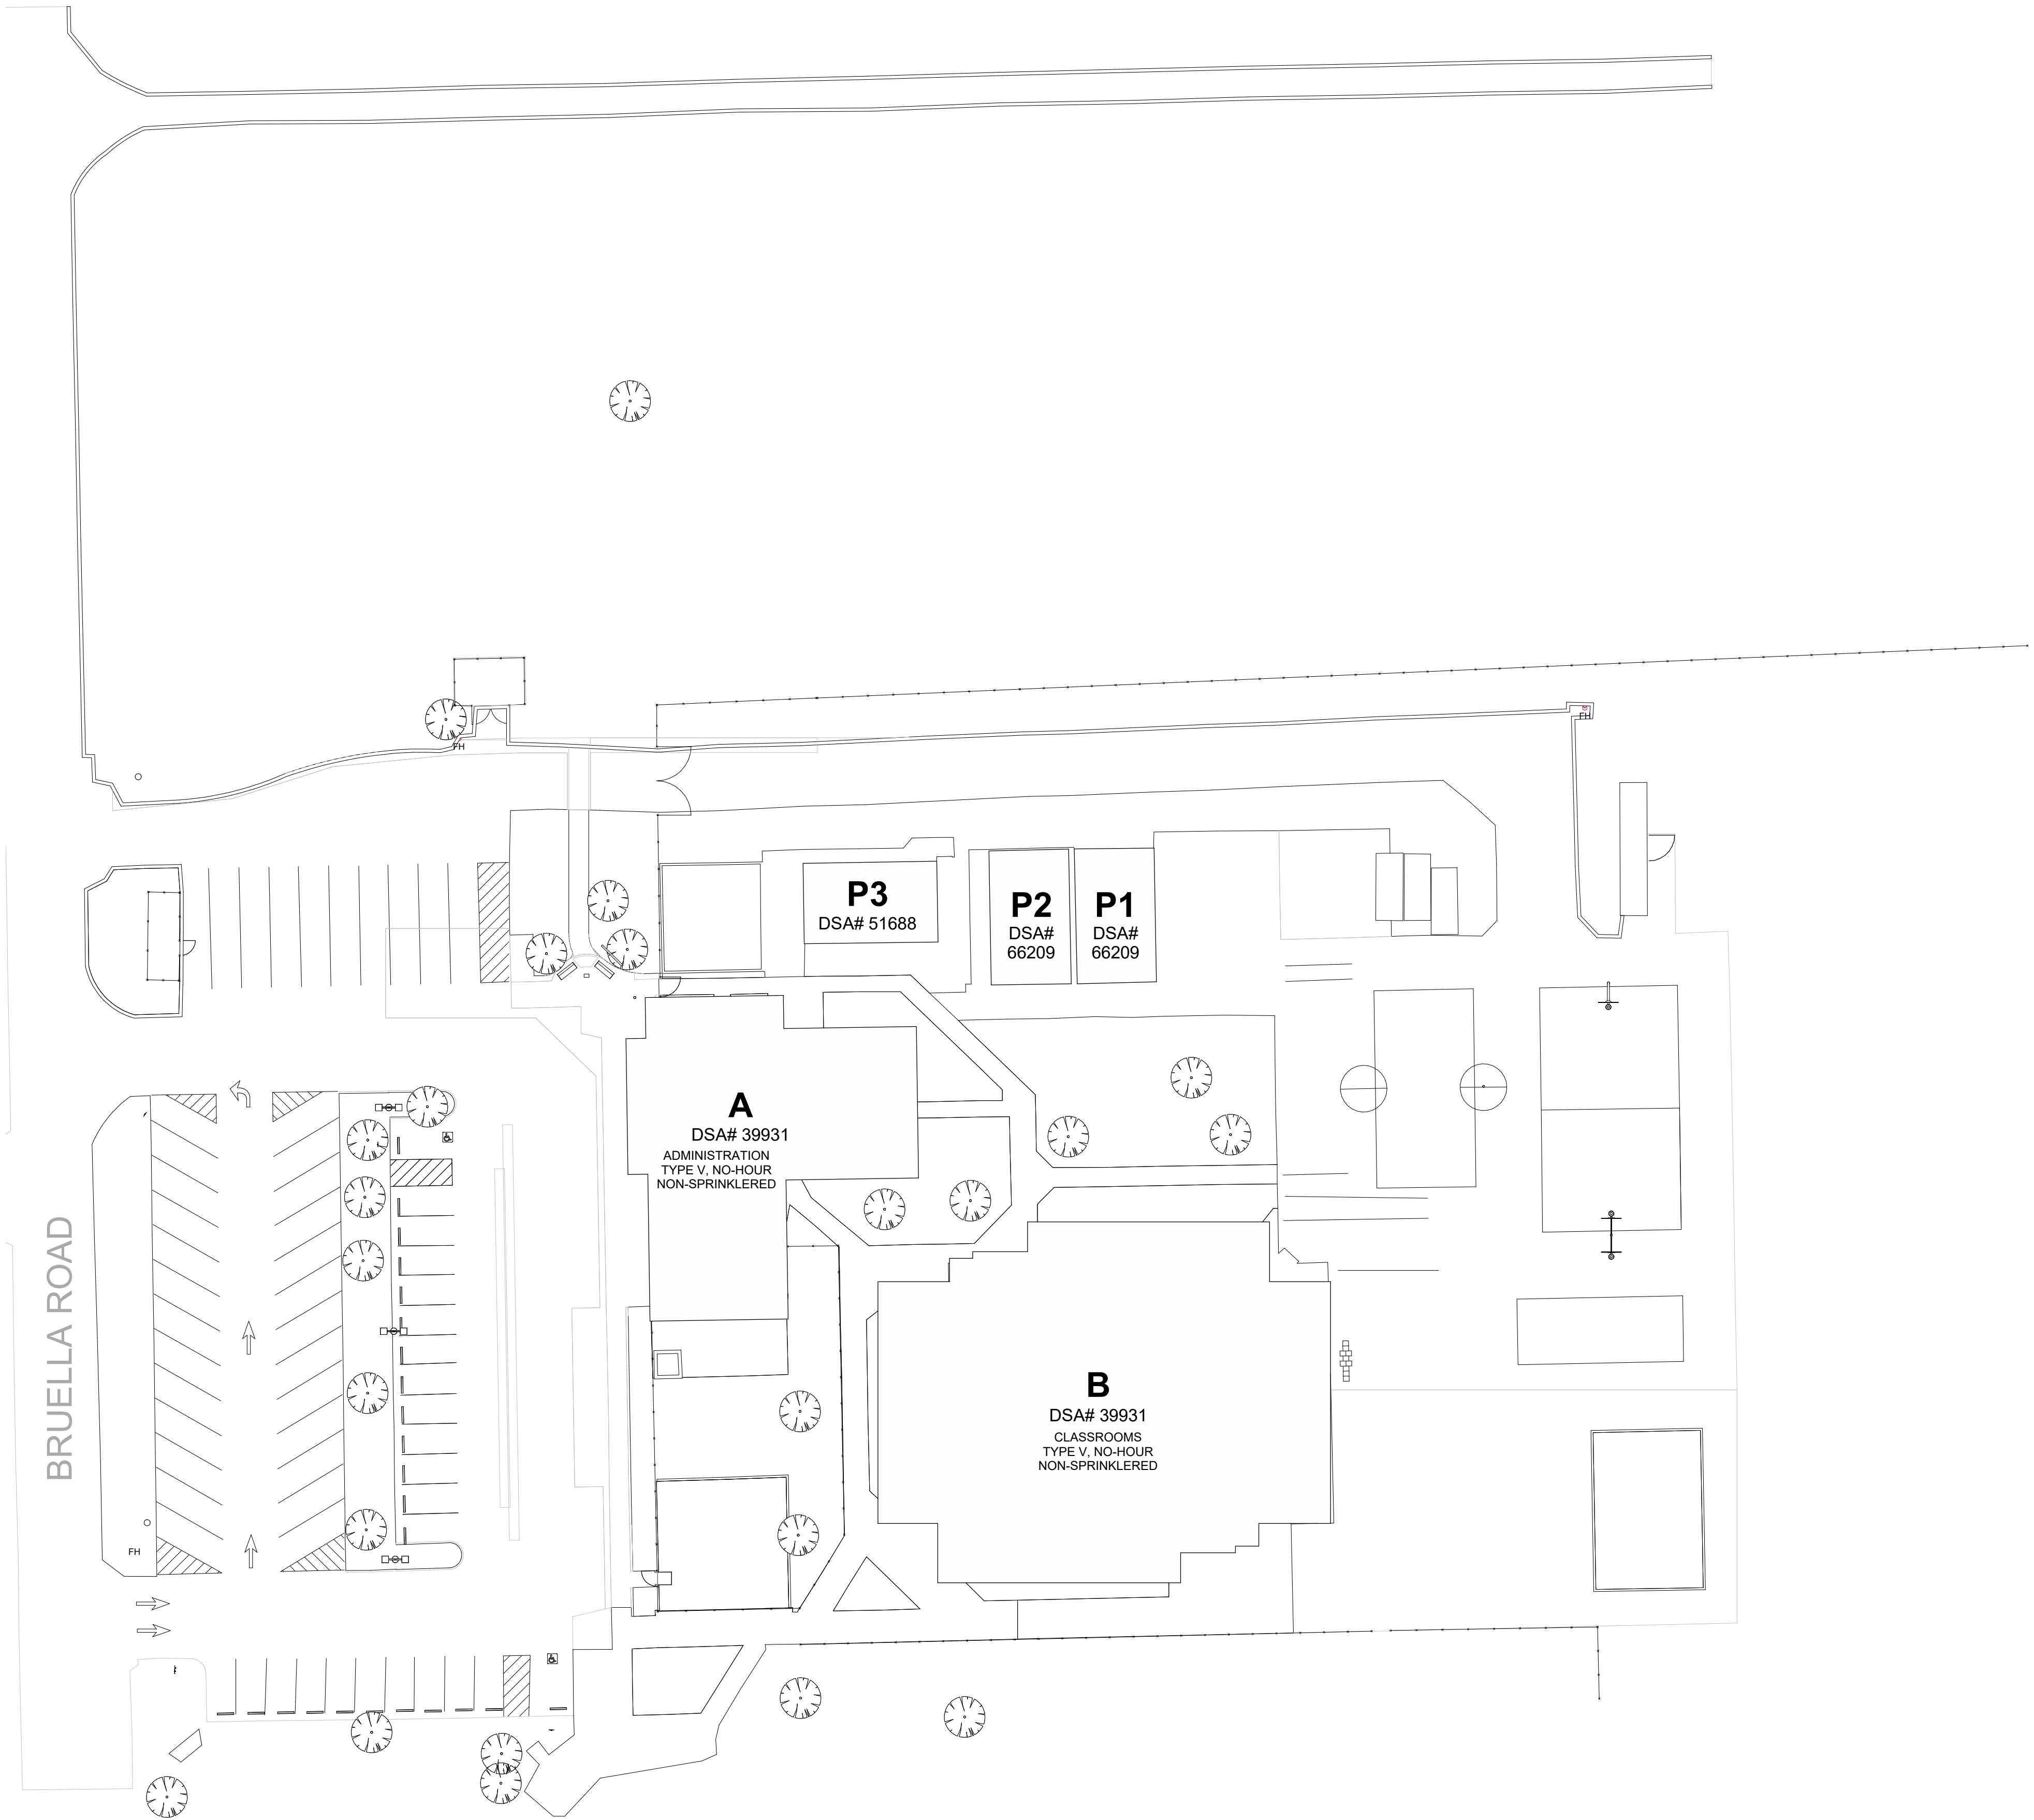 FH
FH
P3
DSA# 51688
P2
DSA#
66209
P1
DSA#
66209
A
DSA# 39931
ADMINISTRATION
TYPE V, NO-HOUR
NON-SPRINKLERED
BRUELLA ROAD
B
DSA# 39931
CLASSROOMS
TYPE V, NO-HOUR
NON-SPRINKLERED
FH